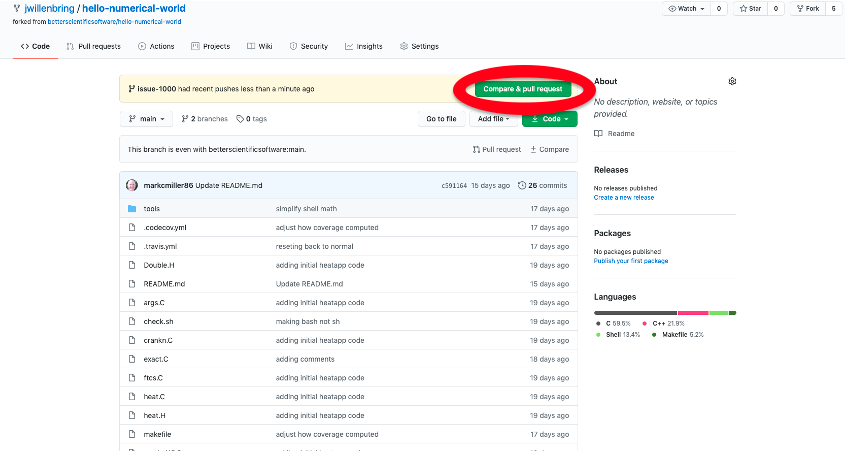 jwillenbring / hello-numerical-world
forked from betterscientificsoftware/hello-numerical-world
Watch 0 Star 0 Fork 5
Code Pull requests Actions Projects Wiki Security Insights Settings
issue-1000 had recent pushes less than a minute ago Compare & pull request
main 2 branches 0 tags Go to file Add file Code
This branch is even with betterscientificsoftware:main. Pull request Compare
markcmiller86 Update README.md c591164 15 days ago 26 commits
tools simplify shell math 17 days ago
.codecov.yml adjust how coverage computed 17 days ago
.travis.yml reseting back to normal 17 days ago
Double.H adding initial heatapp code 19 days ago
README.md Update README.md 15 days ago
args.C adding initial heatapp code 19 days ago
check.sh making bash not sh 17 days ago
crankn.C adding initial heatapp code 19 days ago
exact.C adding comments 18 days ago
ftcs.C adding initial heatapp code 19 days ago
heat.C adding initial heatapp code 19 days ago
heat.H adding initial heatapp code 19 days ago
makefile adjust how coverage computed 17 days ago
About
No description, website, or topics
provided.
Readme
Releases
No releases published
Create a new release
Packages
No packages published
Publish your first package
Languages
C 59.5% C++ 21.9%
Shell 13.4% Makefile 5.2%